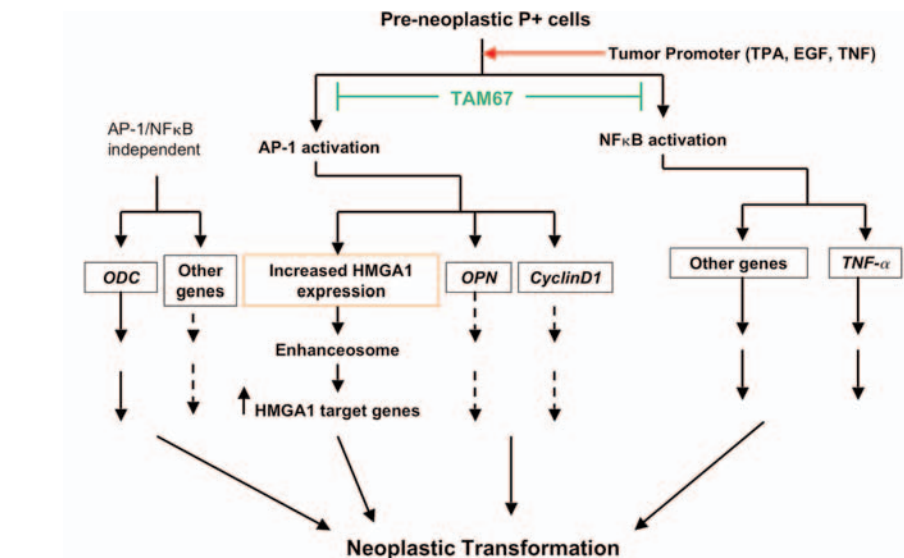 Pre-neoplastic P+ cells
Tumor Promoter (TPA, EGF, TNF)
TAM67
AP-1/NFκB
independent
AP-1 activation
NFκB activation
ODC
Other
genes
Increased HMGA1
expression
OPN
CyclinD1
Other genes
TNF-α
Enhanceosome
HMGA1 target genes
Neoplastic Transformation